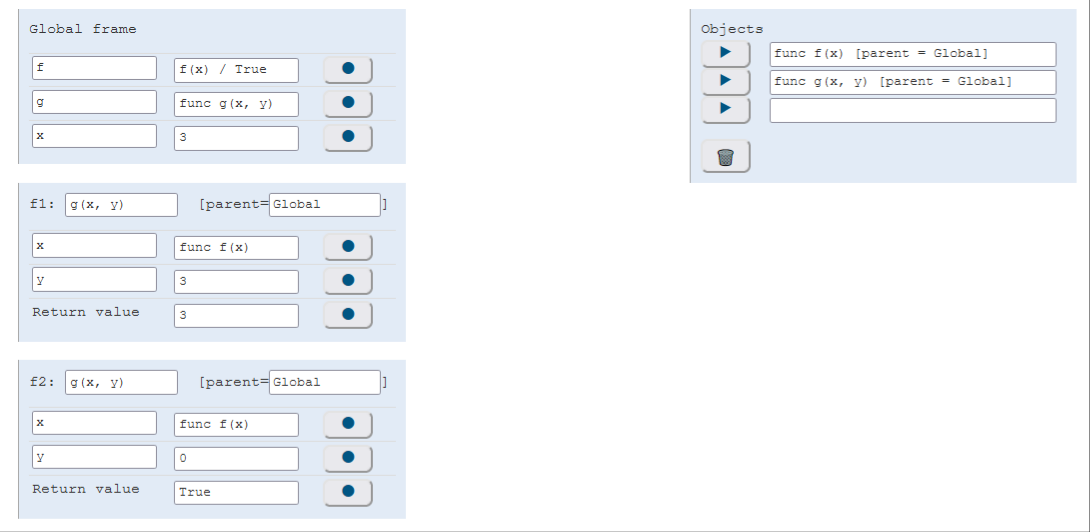 Global frame
f f(x) / True
g func g(x, y)
x 3
f1: g(x, y) [parent=Global]
x func f(x)
y 3
Return value 3
f2: g(x, y) [parent=Global]
x func f(x)
y 0
Return value True
Objects
func f(x) [parent = Global]
func g(x, y) [parent = Global]